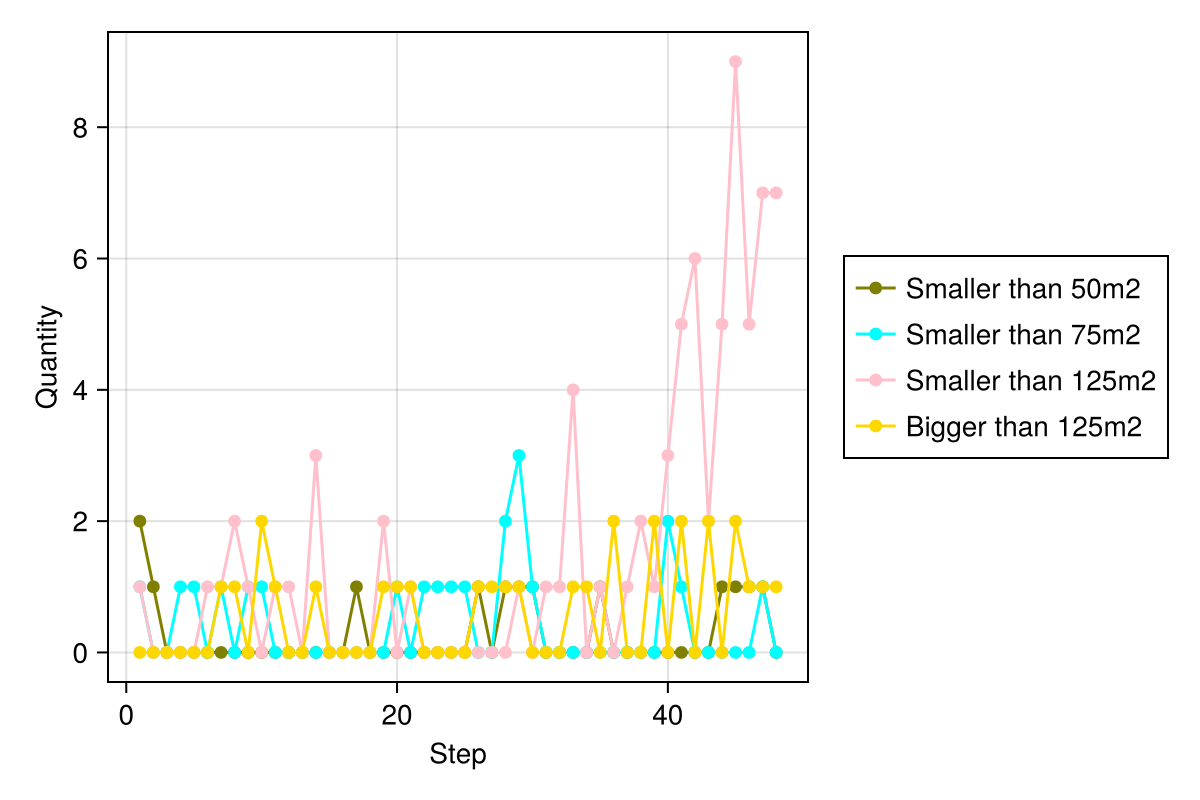 8
6
4
2
0
Quantity
0
20
40
Step
Smaller than 50m2
Smaller than 75m2
Smaller than 125m2
Bigger than 125m2